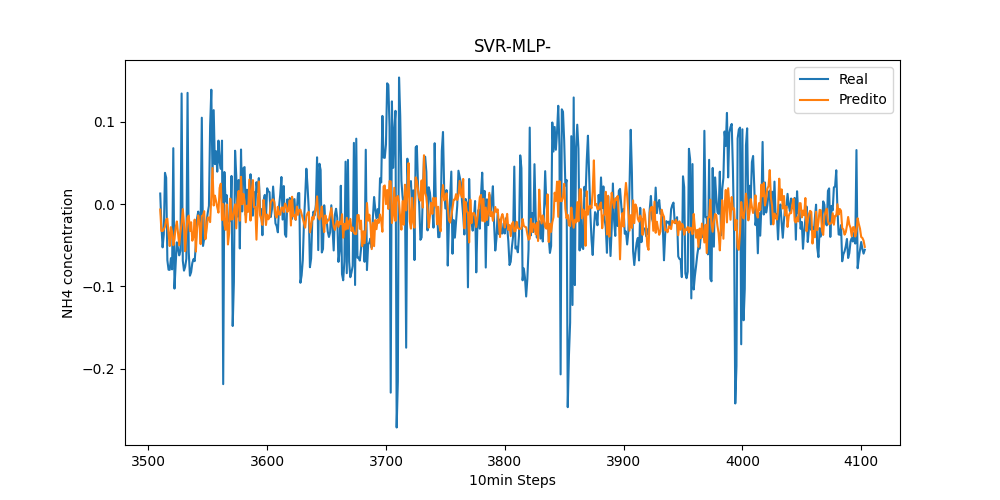 SVR-MLP-
Real
Predito
NH4 concentration
0.1
0.0
−0.1
−0.2
3500 3600 3700 3800 3900 4000 4100
10min Steps